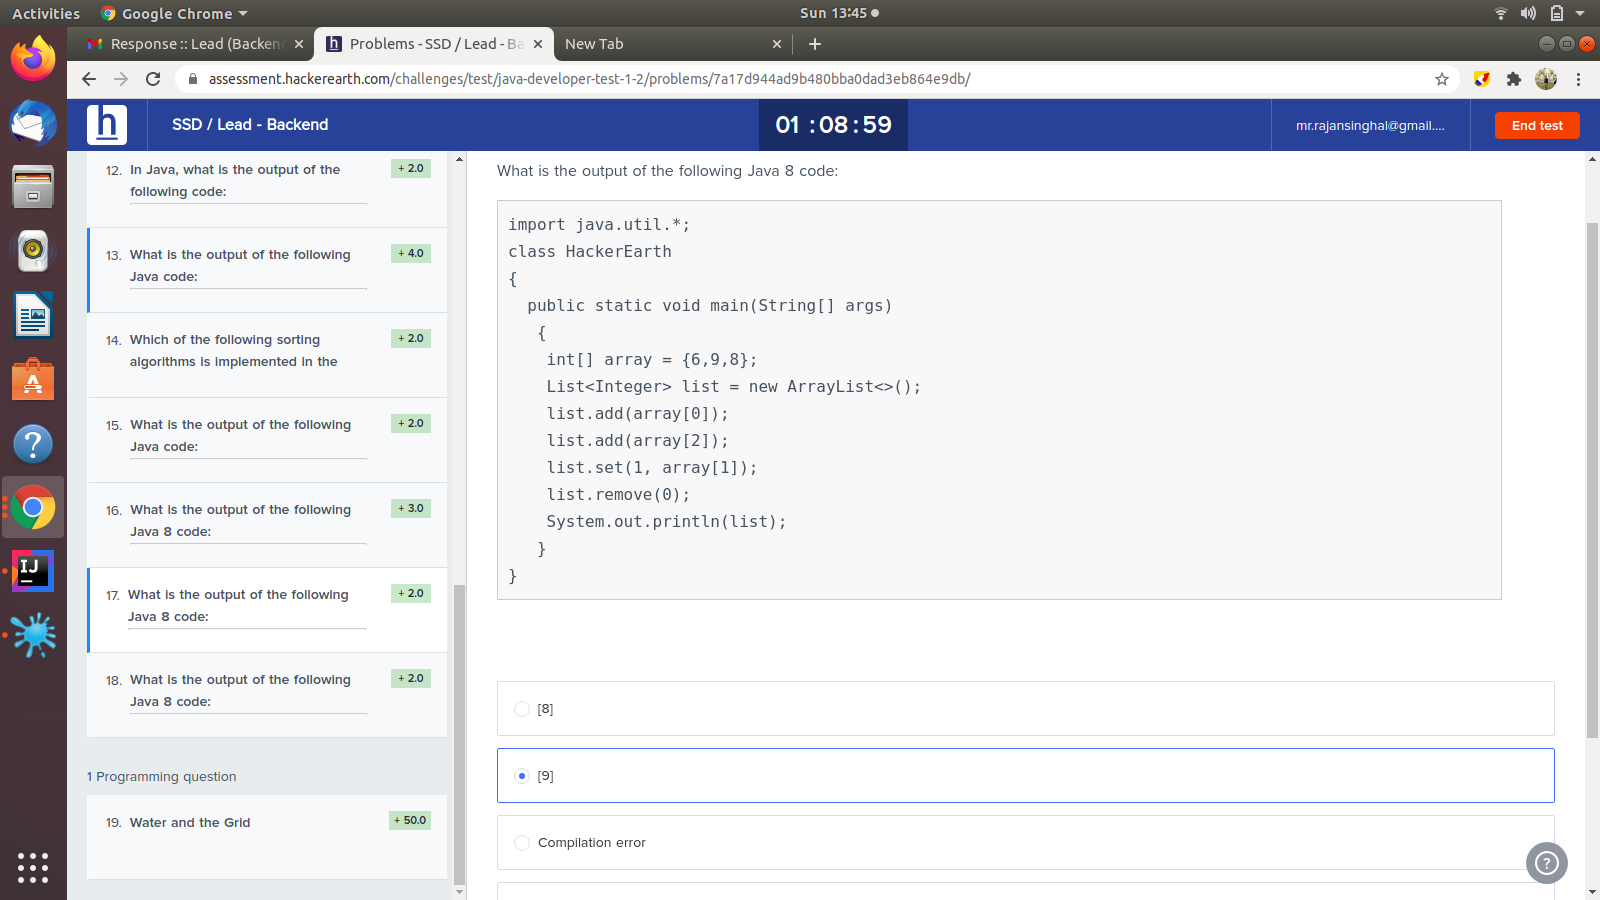 Activities
Google Chrome
Sun 13:45
Response :: Lead (Backen
Problems - SSD / Lead - Ba
New Tab
assessment.hackerearth.com/challenges/test/java-developer-test-1-2/problems/7a17d944ad9b480bba0dad3eb864e9db/
h
SSD / Lead - Backend
01 : 08 : 59
mr.rajansinghal@gmail....
End test
12. In Java, what is the output of the
following code:
+ 2.0
13. What is the output of the following
Java code:
+ 4.0
14. Which of the following sorting
algorithms is implemented in the
+ 2.0
15. What is the output of the following
Java code:
+ 2.0
16. What is the output of the following
Java 8 code:
+ 3.0
17. What is the output of the following
Java 8 code:
+ 2.0
18. What is the output of the following
Java 8 code:
+ 2.0
1 Programming question
19. Water and the Grid
+ 50.0
What is the output of the following Java 8 code:
import java.util.*;
class HackerEarth
{
public static void main(String[] args)
{
int[] array = {6,9,8};
List<Integer> list = new ArrayList<>();
list.add(array[0]);
list.add(array[2]);
list.set(1, array[1]);
list.remove(0);
System.out.println(list);
}
}
[8]
[9]
Compilation error
?
IJ